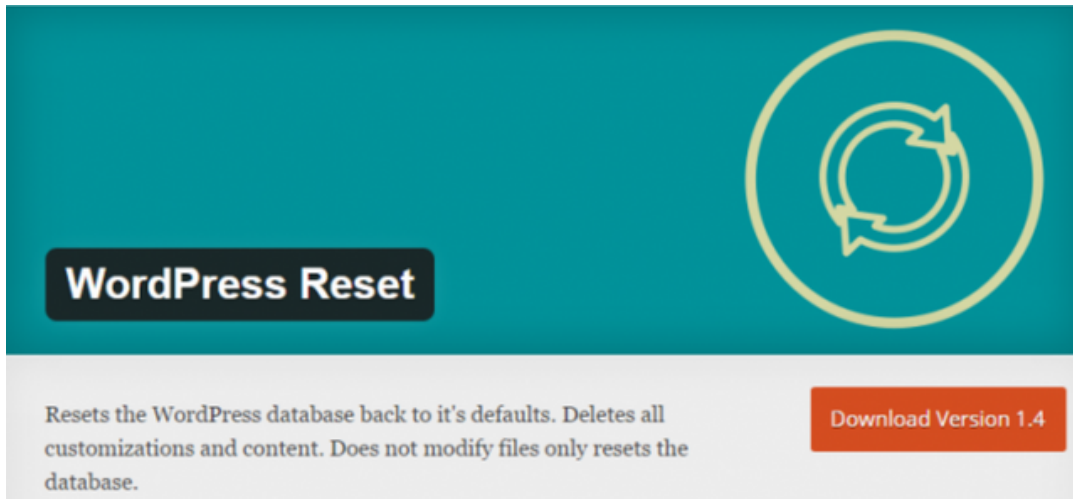 WordPress Reset
Resets the WordPress database back to it's defaults. Deletes all
customizations and content. Does not modify files only resets the
database.
Download Version 1.4